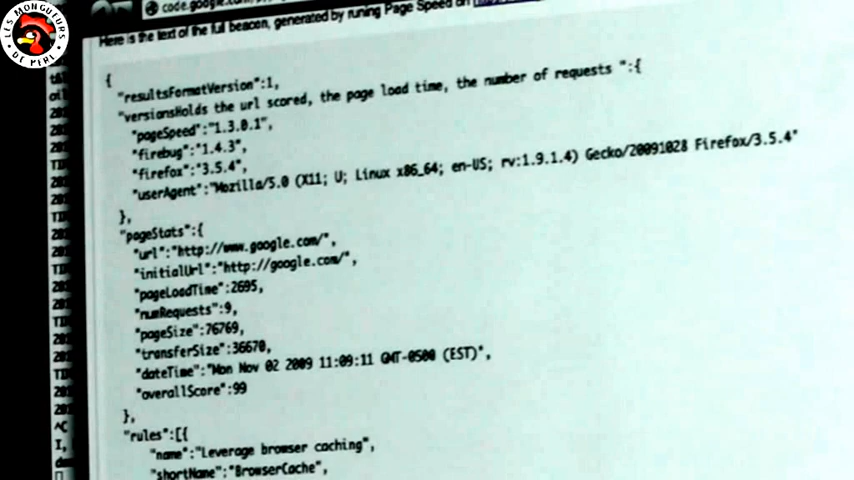 LES MONGUEURS
DE PERL
code.google.com/
Here is the text of the full beacon, generated by runing Page Speed on
{
"resultsFormatVersion":1,
"versionsHolds the url scored, the page load time, the number of requests ":{
"pageSpeed":"1.3.0.1",
"firebug":"1.4.3",
"firefox":"3.5.4",
"userAgent":"Mozilla/5.0 (X11; U; Linux x86_64; en-US; rv:1.9.1.4) Gecko/20091028 Firefox/3.5.4"
},
"pageStats":{
"url":"http://www.google.com/",
"initialUrl":"http://google.com/",
"pageLoadTime":2695,
"numRequests":9,
"pageSize":76769,
"transferSize":36670,
"dateTime":"Mon Nov 02 2009 11:09:11 GMT-0500 (EST)",
"overallScore":99
},
"rules":[{
"name":"Leverage browser caching",
"shortName":"BrowserCache",